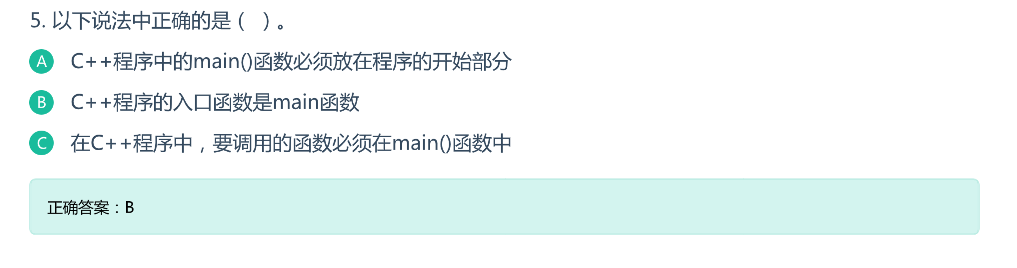 5. 以下说法中正确的是（ ）。
A C++程序中的main()函数必须放在程序的开始部分
B C++程序的入口函数是main函数
C 在C++程序中，要调用的函数必须在main()函数中
正确答案：B